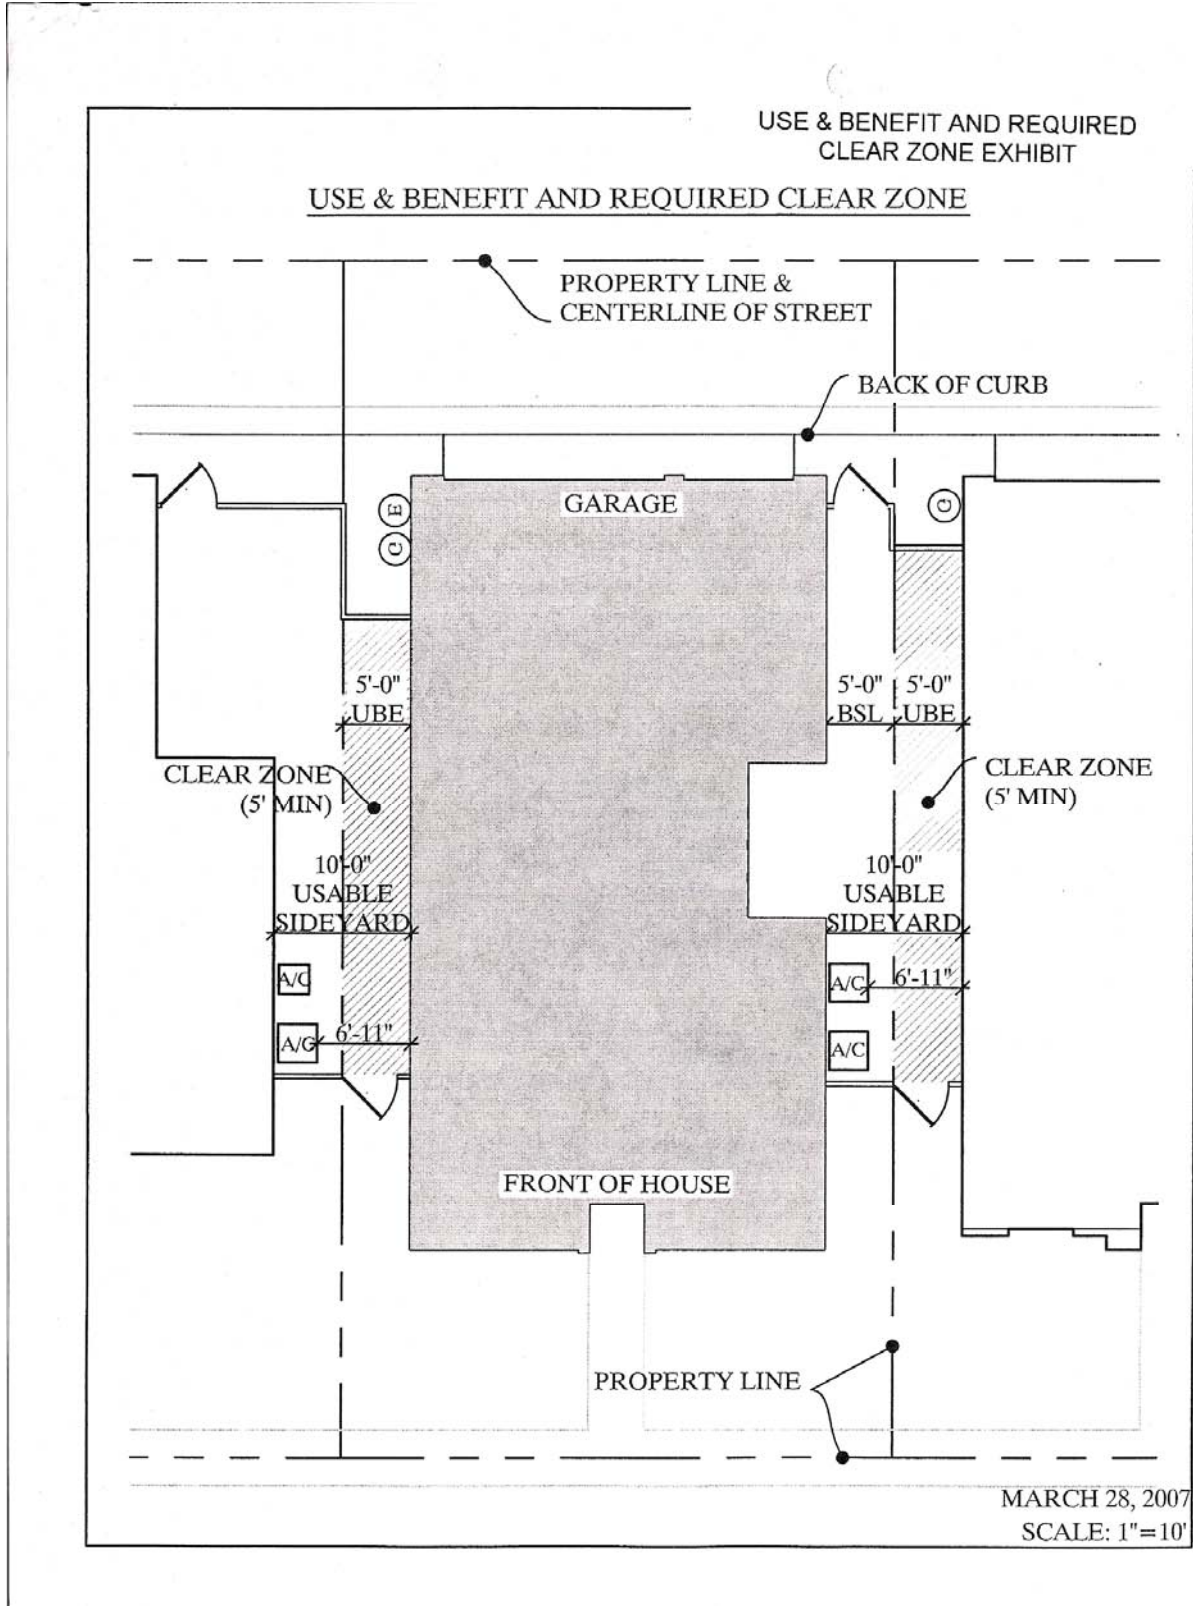 USE & BENEFIT AND REQUIRED
CLEAR ZONE EXHIBIT
USE & BENEFIT AND REQUIRED CLEAR ZONE
PROPERTY LINE &
CENTERLINE OF STREET
BACK OF CURB
GARAGE
E
G
G
5'-0"
UBE
5'-0"
BSL
5'-0"
UBE
CLEAR ZONE
(5' MIN)
CLEAR ZONE
(5' MIN)
10'-0"
USABLE
SIDEYARD
10'-0"
USABLE
SIDEYARD
A/C
A/C
6'-11"
A/C
6'-11"
A/C
FRONT OF HOUSE
PROPERTY LINE
MARCH 28, 2007
SCALE: 1"=10'